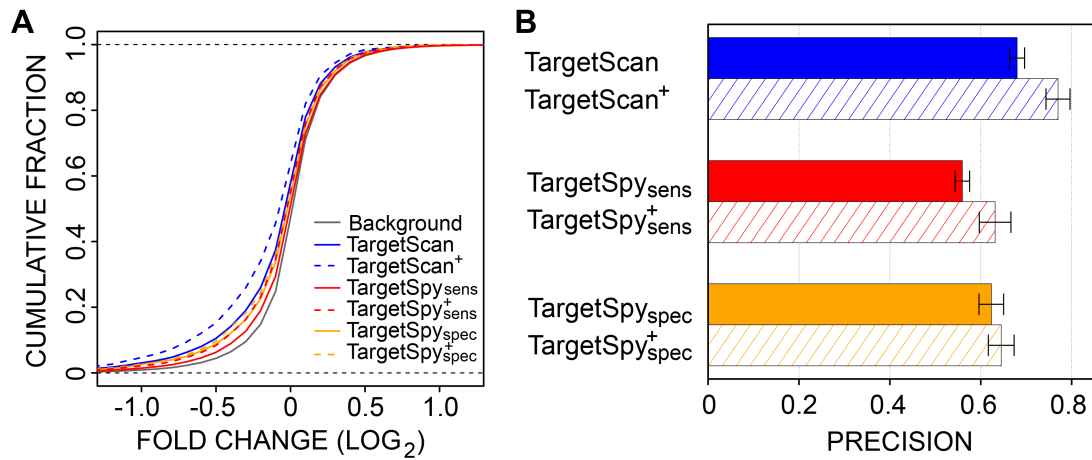 A
CUMULATIVE FRACTION
1.0
0.8
0.6
0.4
0.2
0
Background
TargetScan
TargetScan+
TargetSpysens
TargetSpy+sens
TargetSpyspec
TargetSpy+spec
-1.0 -0.5 0 0.5 1.0
FOLD CHANGE (LOG2)
B
TargetScan
TargetScan+
TargetSpysens
TargetSpy+sens
TargetSpyspec
TargetSpy+spec
0 0.2 0.4 0.6 0.8
PRECISION